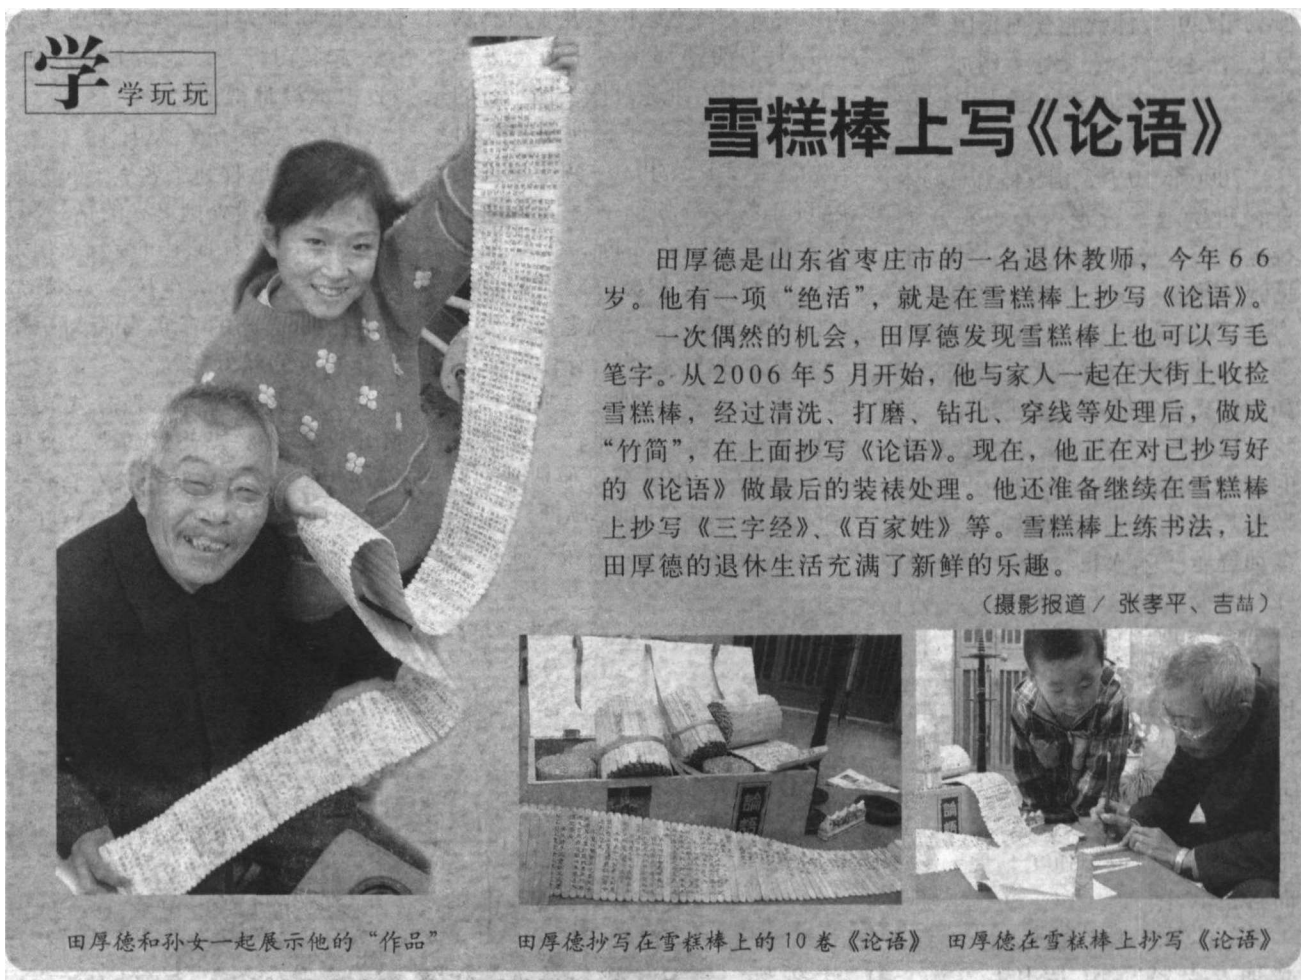 学
学玩玩
雪糕棒上写《论语》
田厚德是山东省枣庄市的一名退休教师，今年66
岁。他有一项“绝活”，就是在雪糕棒上抄写《论语》。
一次偶然的机会，田厚德发现雪糕棒上也可以写毛
笔字。从2006年5月开始，他与家人一起在大街上收捡
雪糕棒，经过清洗、打磨、钻孔、穿线等处理后，做成
“竹简”，在上面抄写《论语》。现在，他正在对已抄写好
的《论语》做最后的装裱处理。他还准备继续在雪糕棒
上抄写《三字经》、《百家姓》等。雪糕棒上练书法，让
田厚德的退休生活充满了新鲜的乐趣。
（摄影报道/ 张孝平、吉喆）
田厚德和孙女一起展示他的“作品”
田厚德抄写在雪糕棒上的10卷《论语》
田厚德在雪糕棒上抄写《论语》